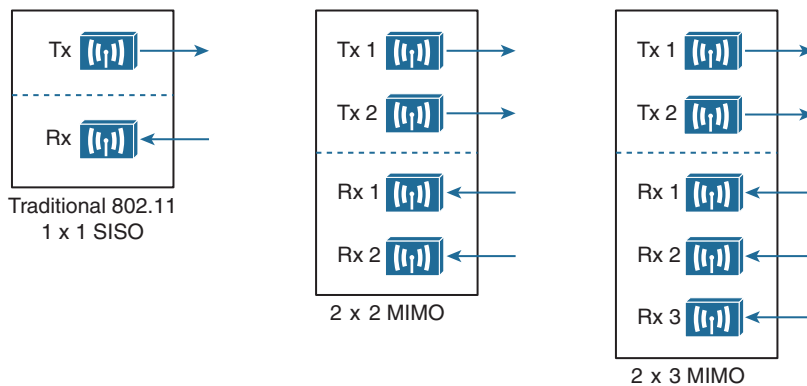 Tx
Rx
Traditional 802.11
1 x 1 SISO
Tx 1
Tx 2
Rx 1
Rx 2
2 x 2 MIMO
Tx 1
Tx 2
Rx 1
Rx 2
Rx 3
2 x 3 MIMO